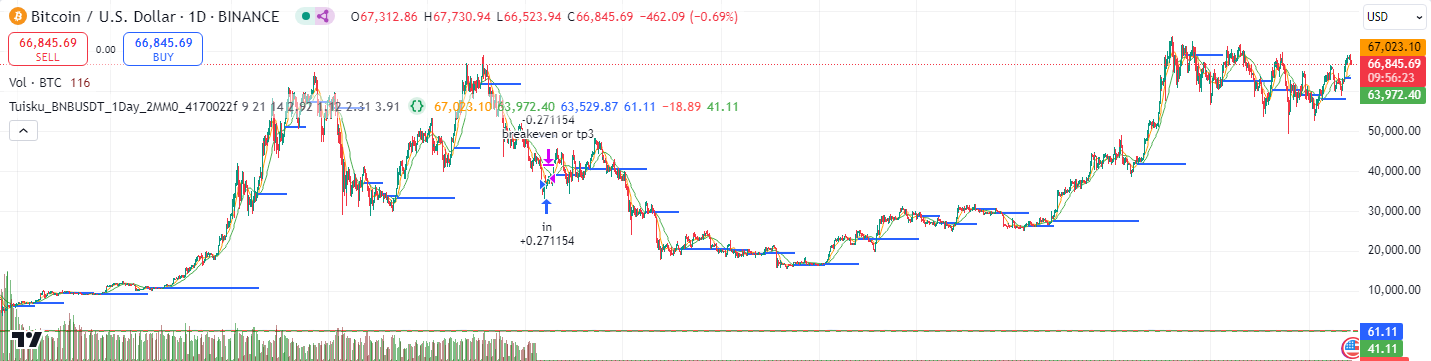 Bitcoin / U.S. Dollar · 1D · BINANCE O67,312.86 H67,730.94 L66,523.94 C66,845.69 −462.09 (−0.69%)
USD
66,845.69
SELL
0.00
66,845.69
BUY
67,023.10
66,845.69
09:56:23
63,972.40
Vol · BTC 116
Tuisku_BNBUSDT_1Day_2MM0_4170022f 9 21 14 2.92 1.12 2.31 3.91 67,023.10 63,972.40 63,529.87 61.11 −18.89 41.11
-0.271154
breakeven or tp3
in
+0.271154
50,000.00
40,000.00
30,000.00
20,000.00
10,000.00
61.11
41.11